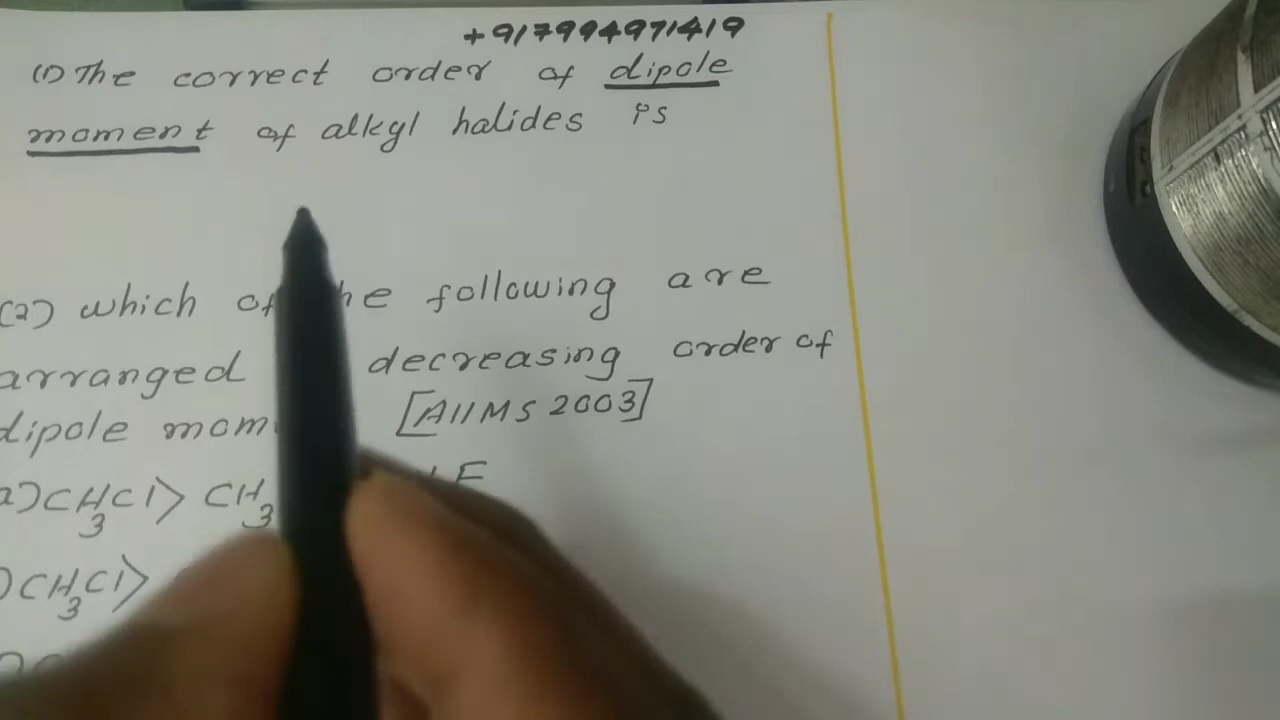 +917994971419
(1) The correct order of dipole
moment of alkyl halides is
(2) which of he following are
arranged decreasing order of
dipole mom [AIIMS 2003]
a) CH3Cl> CH3 F
) CH3Cl>